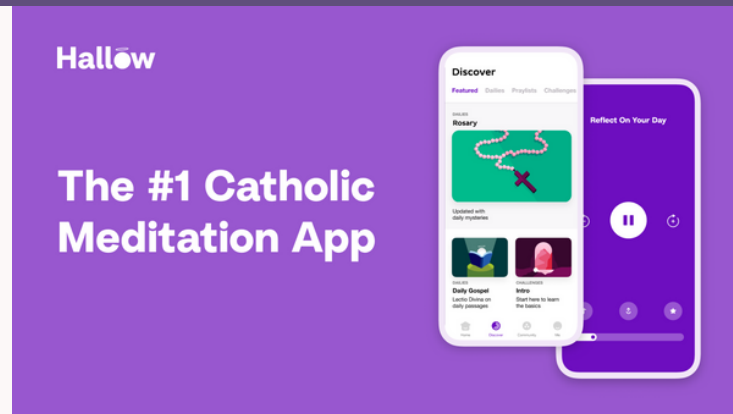 Hallow
The #1 Catholic
Meditation App
Discover
Featured Dailies Praylists Challenges
DAILIES
Rosary
Updated with
daily mysteries
DAILIES
Daily Gospel
Lectio Divina on
daily passages
CHALLENGES
Intro
Start here to learn
the basics
Home Discover Community Me
Reflect On Your Day